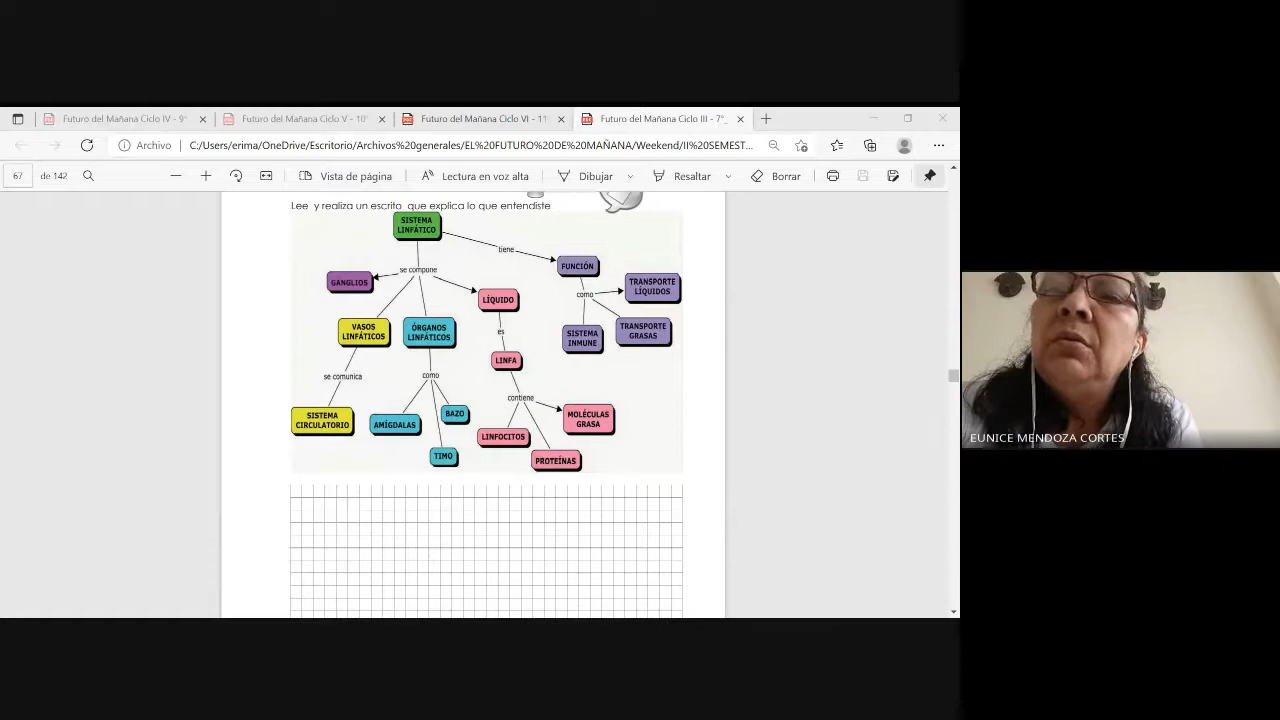 Futuro del Mañana Ciclo IV - 9°
Futuro del Mañana Ciclo V - 10°
Futuro del Mañana Ciclo VI - 11
Futuro del Mañana Ciclo III - 7°_
Archivo
C:/Users/erima/OneDrive/Escritorio/Archivos%20generales/EL%20FUTURO%20DE%20MAÑANA/Weekend/II%20SEMEST...
67
de 142
Vista de página
Lectura en voz alta
Dibujar
Resaltar
Borrar
Lee y realiza un escrito que explica lo que entendiste
SISTEMA
LINFÁTICO
tiene
se compone
FUNCIÓN
GANGLIOS
TRANSPORTE
LÍQUIDOS
como
LÍQUIDO
VASOS
LINFÁTICOS
ÓRGANOS
LINFÁTICOS
es
SISTEMA
INMUNE
TRANSPORTE
GRASAS
LINFA
se comunica
como
contiene
SISTEMA
CIRCULATORIO
AMÍGDALAS
BAZO
MOLÉCULAS
GRASA
LINFOCITOS
TIMO
PROTEÍNAS
EUNICE MENDOZA CORTES